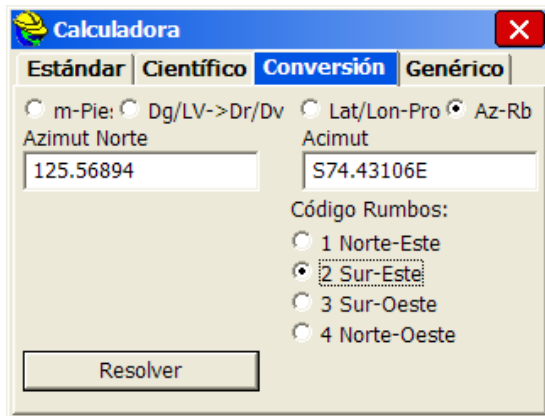 Calculadora
Estándar Científico Conversión Genérico
m-Pie: Dg/LV->Dr/Dv Lat/Lon-Pro Az-Rb
Azimut Norte Acimut
125.56894 S74.43106E
Código Rumbos:
1 Norte-Este
2 Sur-Este
3 Sur-Oeste
4 Norte-Oeste
Resolver